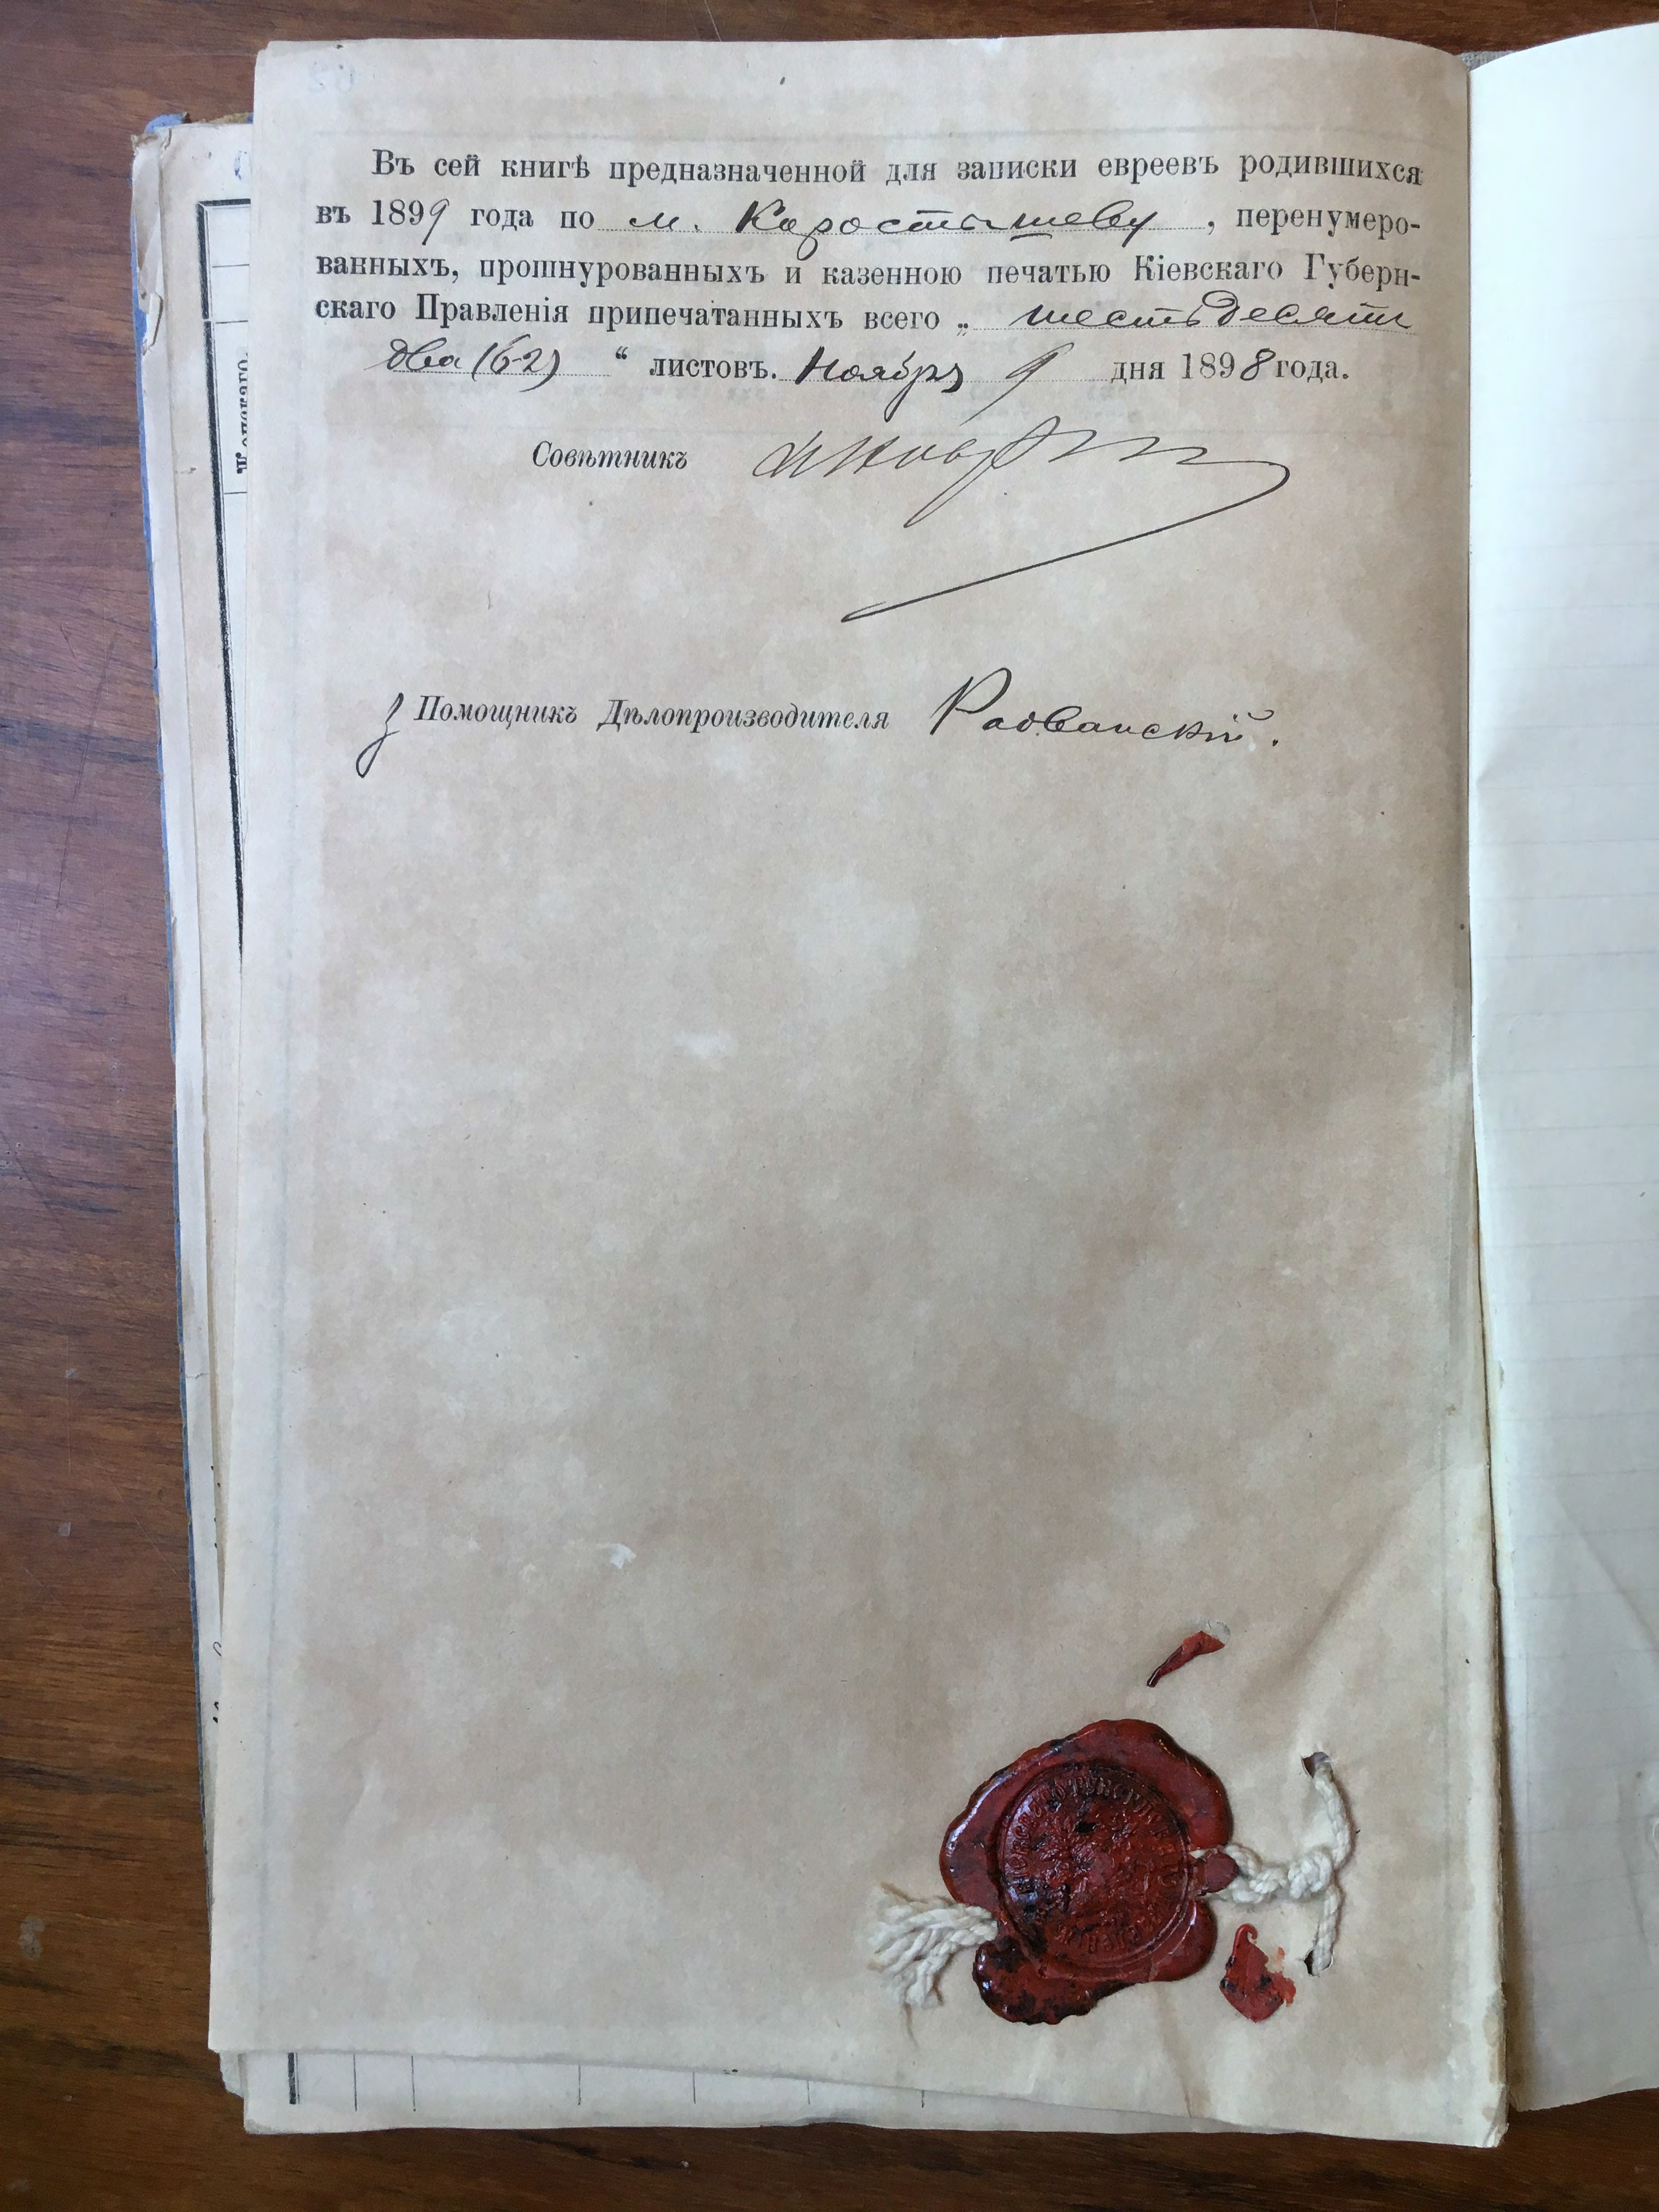 Въ сей книгѣ предназначенной для записки евреевъ родившихся
въ 1899 года по м. Коростышеву, перенумеро-
ванныхъ, прошнурованныхъ и казенною печатью Кіевскаго Губерн-
скаго Правленія припечатанныхъ всего „ шестьдесятъ
два (62) “ листовъ. Ноября 9 дня 1898 года.
Совѣтникъ
Помощникъ Дѣлопроизводителя Радванскій.